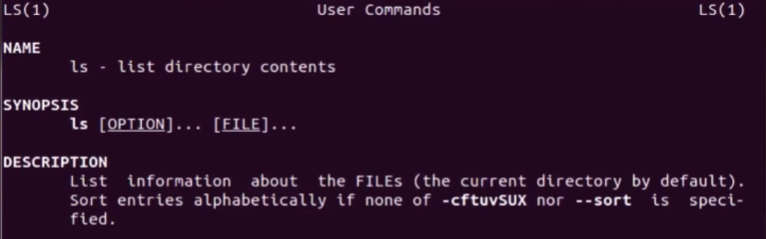 LS(1) User Commands LS(1)
NAME
ls - list directory contents
SYNOPSIS
ls [OPTION]... [FILE]...
DESCRIPTION
List information about the FILEs (the current directory by default).
Sort entries alphabetically if none of -cftuvSUX nor --sort is speci-
fied.